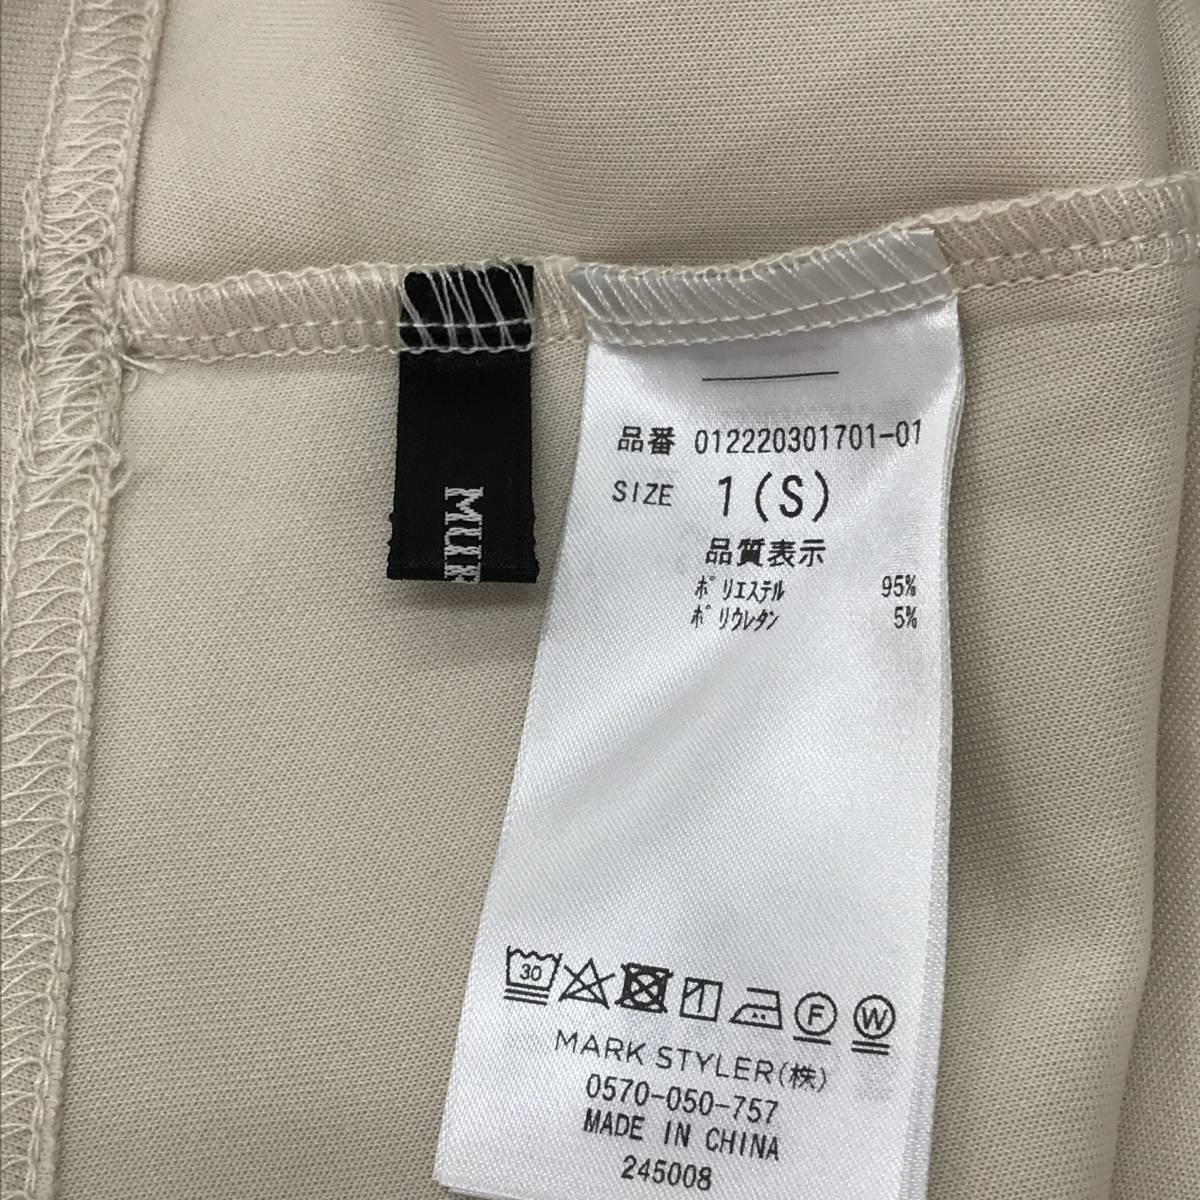 品番 012220301701-01
SIZE 1(S)
品質表示
ﾎﾟﾘｴｽﾃﾙ 95%
ﾎﾟﾘｳﾚﾀﾝ 5%
30
F
W
MARK STYLER(株)
0570-050-757
MADE IN CHINA
245008